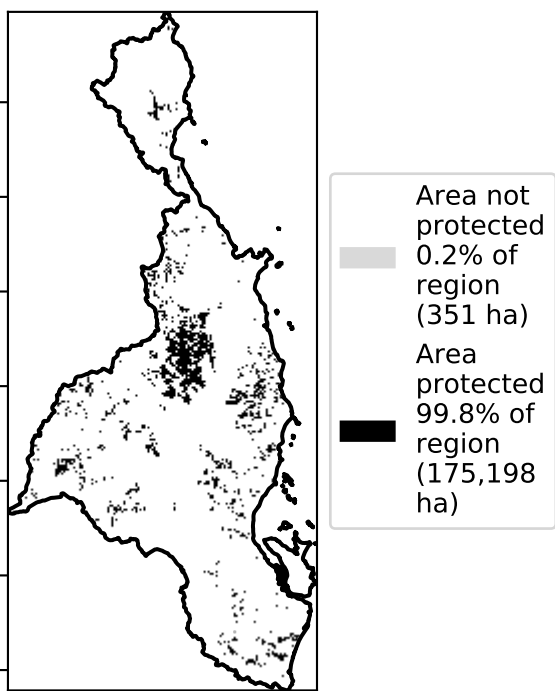 Area not
protected
0.2% of
region
(351 ha)
Area
protected
99.8% of
region
(175,198
ha)